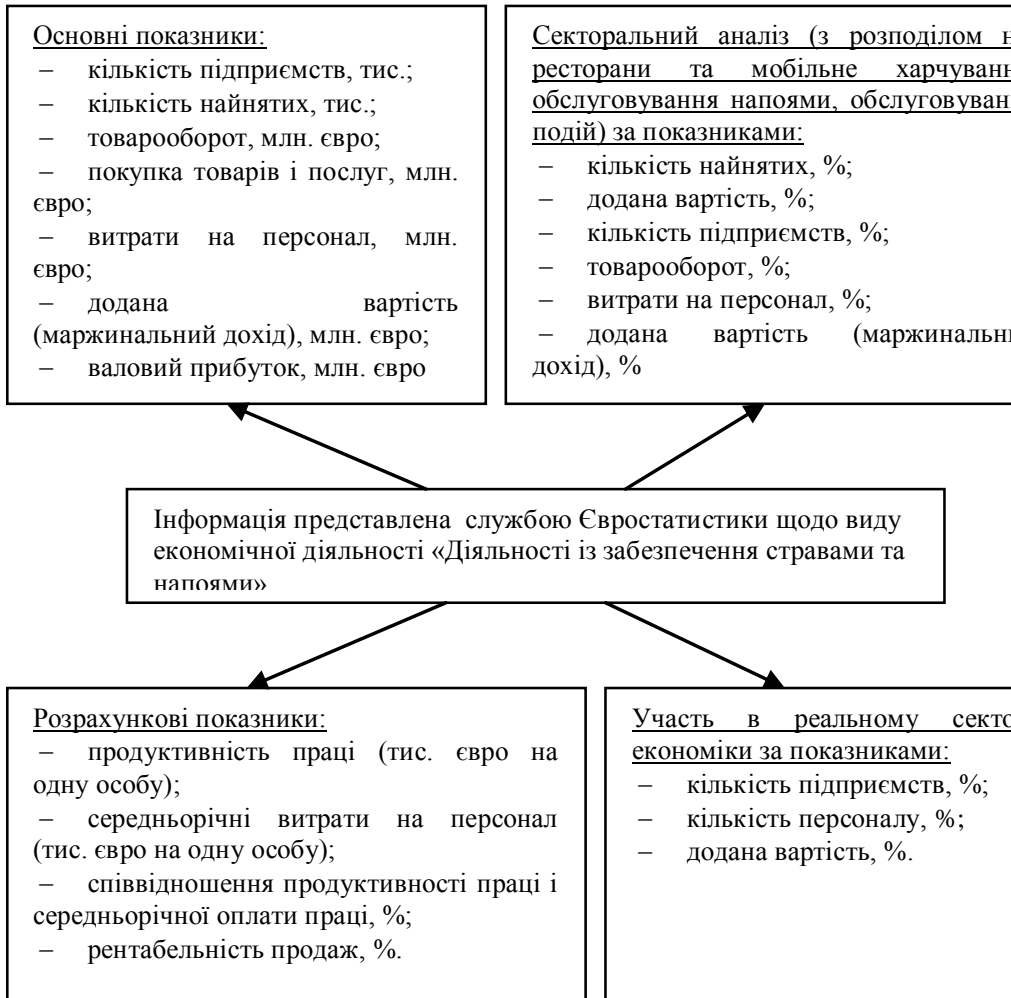 Основні показники:
– кількість підприємств, тис.;
– кількість найнятих, тис.;
– товарооборот, млн. євро;
– покупка товарів і послуг, млн.
євро;
– витрати на персонал, млн.
євро;
– додана вартість
(маржинальний дохід), млн. євро;
– валовий прибуток, млн. євро
Секторальний аналіз (з розподілом
ресторани та мобільне харчуванн
обслуговування напоями, обслуговуванн
подій) за показниками:
– кількість найнятих, %;
– додана вартість, %;
– кількість підприємств, %;
– товарооборот, %;
– витрати на персонал, %;
– додана вартість (маржинальни
дохід), %
Інформація представлена службою Євростатистики щодо виду
економічної діяльності «Діяльності із забезпечення стравами та
напоями»
Розрахункові показники:
– продуктивність праці (тис. євро на
одну особу);
– середньорічні витрати на персонал
(тис. євро на одну особу);
– співвідношення продуктивності праці і
середньорічної оплати праці, %;
– рентабельність продаж, %.
Участь в реальному секто
економіки за показниками:
– кількість підприємств, %;
– кількість персоналу, %;
– додана вартість, %.